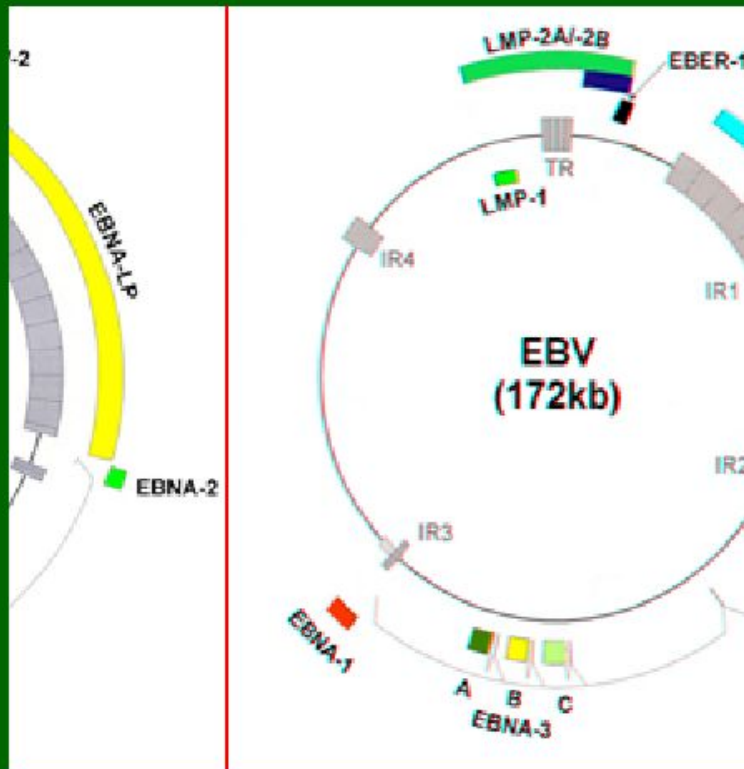 -2
EBNA-LP
EBNA-2
LMP-2A/-2B
EBER-1
TR
LMP-1
IR4
IR1
EBV
(172kb)
IR2
IR3
EBNA-1
A B C
EBNA-3